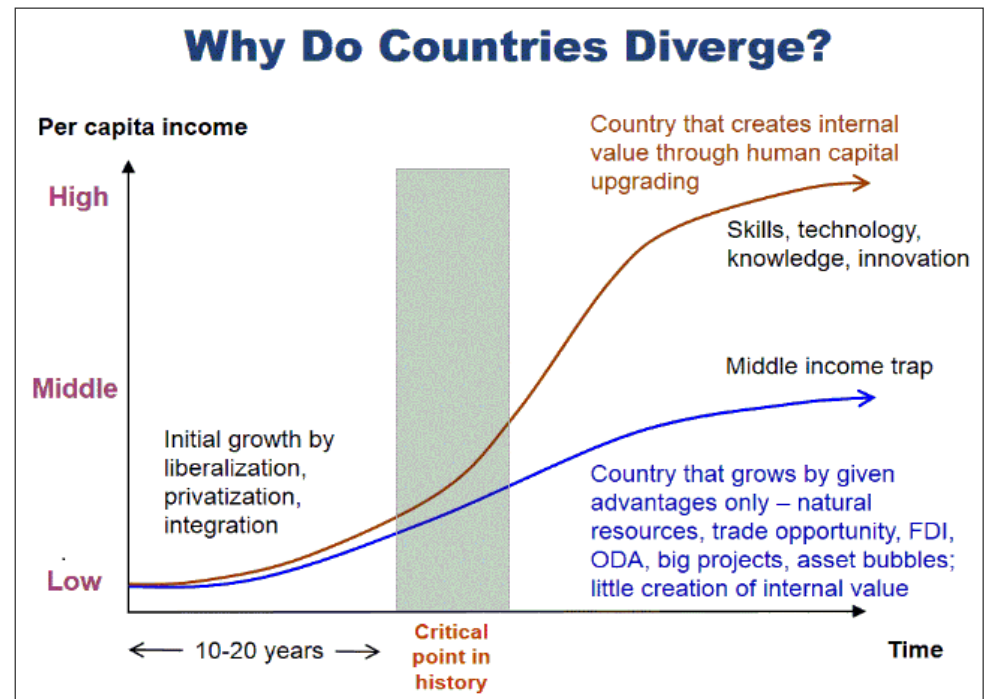 Why Do Countries Diverge?
Per capita income
High
Middle
Low
Country that creates internal
value through human capital
upgrading
Skills, technology,
knowledge, innovation
Middle income trap
Initial growth by
liberalization,
privatization,
integration
Country that grows by given
advantages only – natural
resources, trade opportunity, FDI,
ODA, big projects, asset bubbles;
little creation of internal value
10-20 years
Critical
point in
history
Time